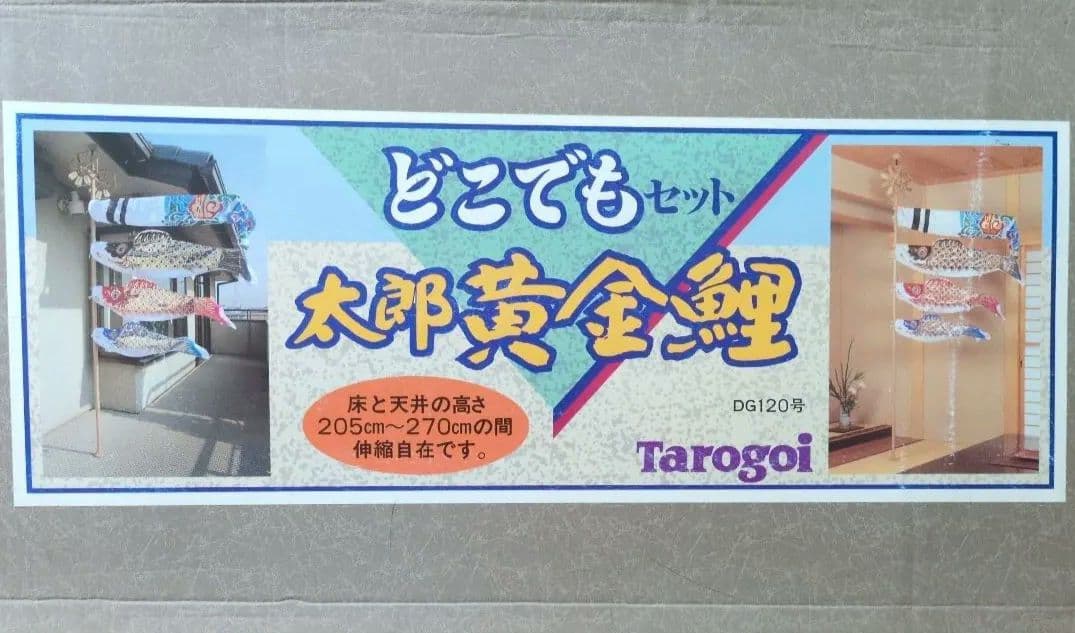 どこでもセット
太郎黄金鯉
床と天井の高さ
205㎝～270㎝の間
伸縮自在です。
DG120号
Tarogoi